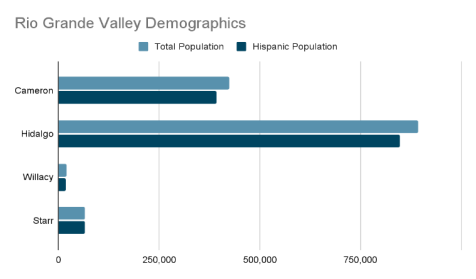 Rio Grande Valley Demographics
Total Population Hispanic Population
Cameron
Hidalgo
Willacy
Starr
0 250,000 500,000 750,000